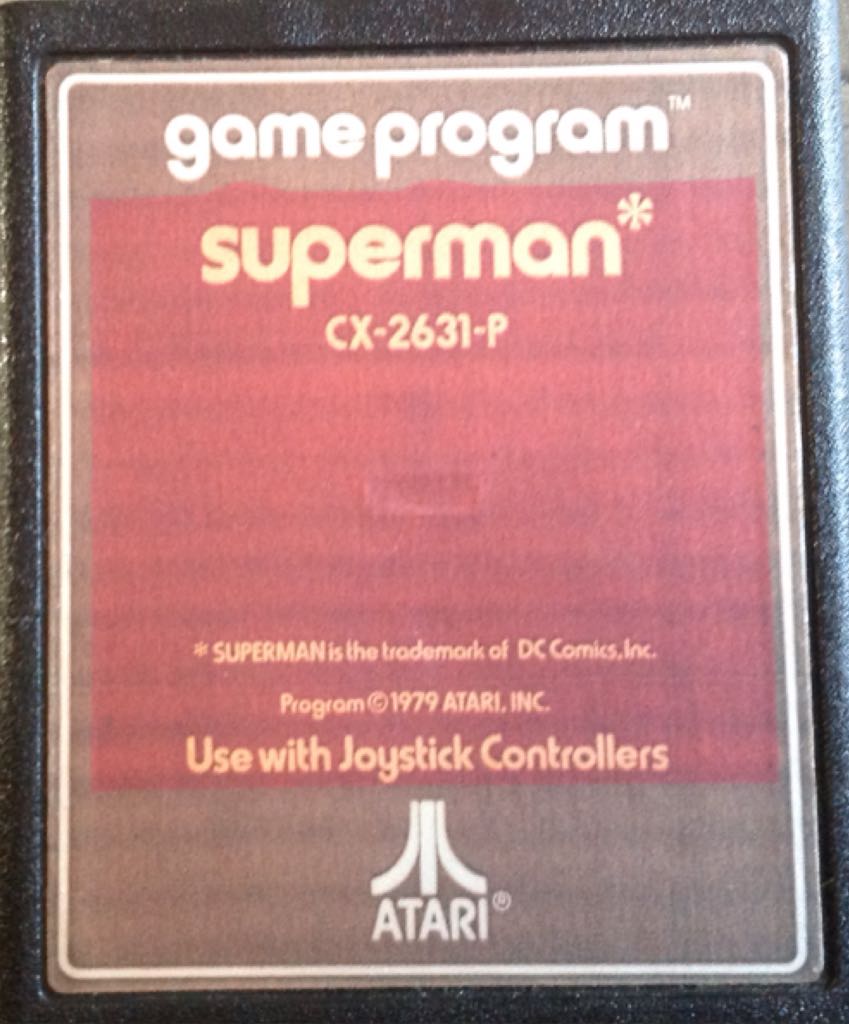 game program™
superman*
CX-2631-P
* SUPERMAN is the trademark of DC Comics, Inc.
Program © 1979 ATARI, INC.
Use with Joystick Controllers
ATARI®